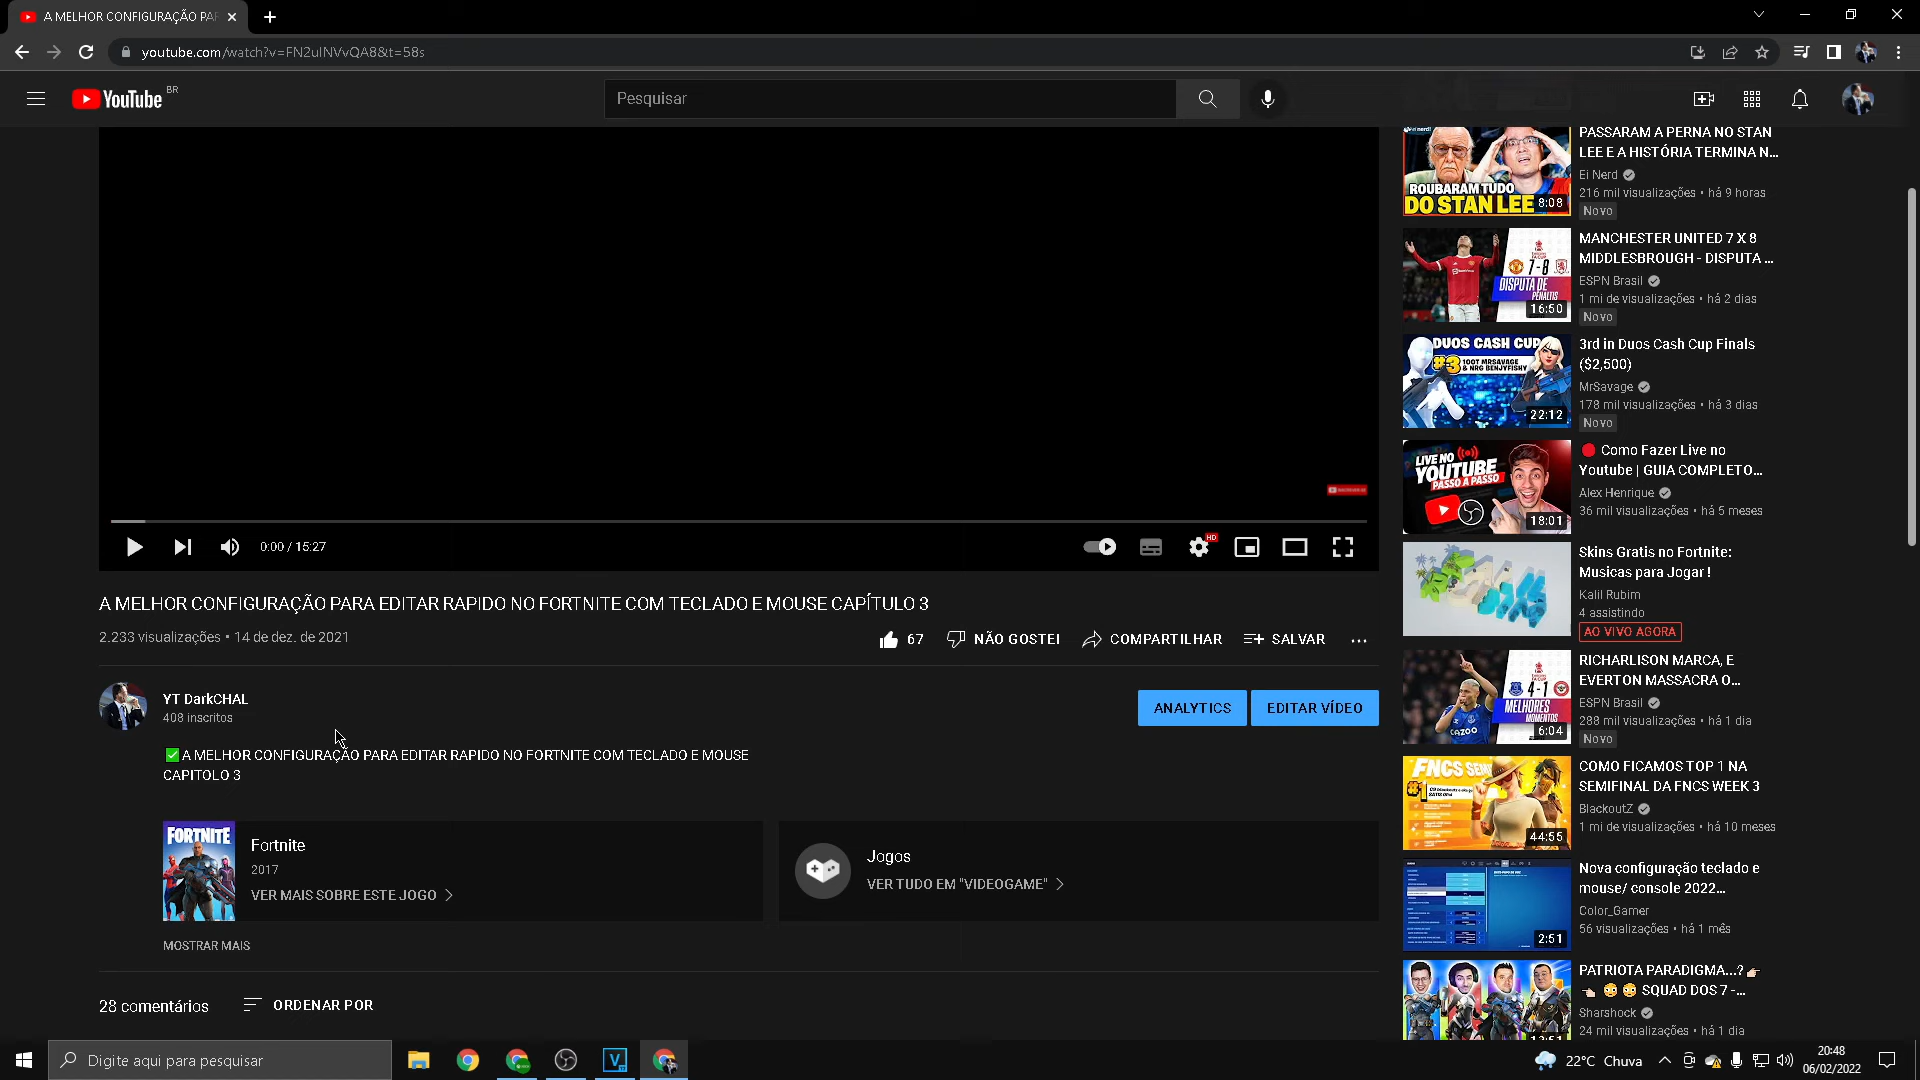 A MELHOR CONFIGURAÇÃO PAR
youtube.com/watch?v=FN2uINVvQA8&t=58s
YouTube BR
Pesquisar
ROUBARAM TUDO
DO STAN LEE 8:08
PASSARAM A PERNA NO STAN
LEE E A HISTÓRIA TERMINA N...
Ei Nerd
216 mil visualizações • há 9 horas
Novo
7-8
DISPUTA DE
PÊNALTIS
16:50
MANCHESTER UNITED 7 X 8
MIDDLESBROUGH - DISPUTA ...
ESPN Brasil
1 mi de visualizações • há 2 dias
Novo
DUOS CASH CUP
#3 100T MRSAVAGE
& NRG BENJYFISHY
22:12
3rd in Duos Cash Cup Finals
($2,500)
MrSavage
178 mil visualizações • há 3 dias
Novo
LIVE NO
YOUTUBE
PASSO A PASSO
18:01
🔴 Como Fazer Live no
Youtube | GUIA COMPLETO...
Alex Henrique
36 mil visualizações • há 5 meses
Skins Gratis no Fortnite:
Musicas para Jogar !
Kalil Rubim
4 assistindo
AO VIVO AGORA
4-1
MELHORES
MOMENTOS
CAZOO
6:04
RICHARLISON MARCA, E
EVERTON MASSACRA O...
ESPN Brasil
288 mil visualizações • há 1 dia
Novo
FNCS SEMI
#1
44:55
COMO FICAMOS TOP 1 NA
SEMIFINAL DA FNCS WEEK 3
BlackoutZ
1 mi de visualizações • há 10 meses
2:51
Nova configuração teclado e
mouse/ console 2022...
Color_Gamer
56 visualizações • há 1 mês
PATRIOTA PARADIGMA...? 👉🏻
👈🏻 😳 😳 SQUAD DOS 7 -...
Sharshock
24 mil visualizações • há 1 dia
0:00 / 15:27
HD
A MELHOR CONFIGURAÇÃO PARA EDITAR RAPIDO NO FORTNITE COM TECLADO E MOUSE CAPÍTULO 3
2.233 visualizações • 14 de dez. de 2021
67 NÃO GOSTEI COMPARTILHAR SALVAR ...
YT DarkCHAL
408 inscritos
ANALYTICS EDITAR VÍDEO
✅A MELHOR CONFIGURAÇÃO PARA EDITAR RAPIDO NO FORTNITE COM TECLADO E MOUSE
CAPITOLO 3
FORTNITE
Fortnite
2017
VER MAIS SOBRE ESTE JOGO
Jogos
VER TUDO EM "VIDEOGAME"
MOSTRAR MAIS
28 comentários ORDENAR POR
Digite aqui para pesquisar
22°C Chuva
20:48
06/02/2022